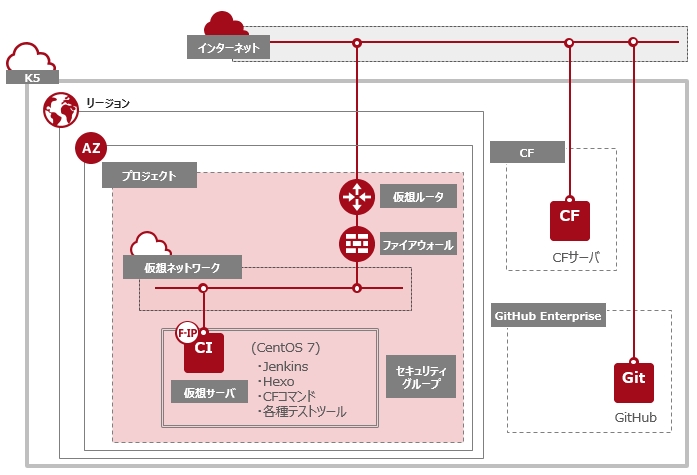 インターネット
K5
リージョン
AZ
プロジェクト
仮想ルータ
ファイアウォール
仮想ネットワーク
F-IP
CI
仮想サーバ
(CentOS 7)
・Jenkins
・Hexo
・CFコマンド
・各種テストツール
セキュリティ
グループ
CF
CF
CFサーバ
GitHub Enterprise
Git
GitHub